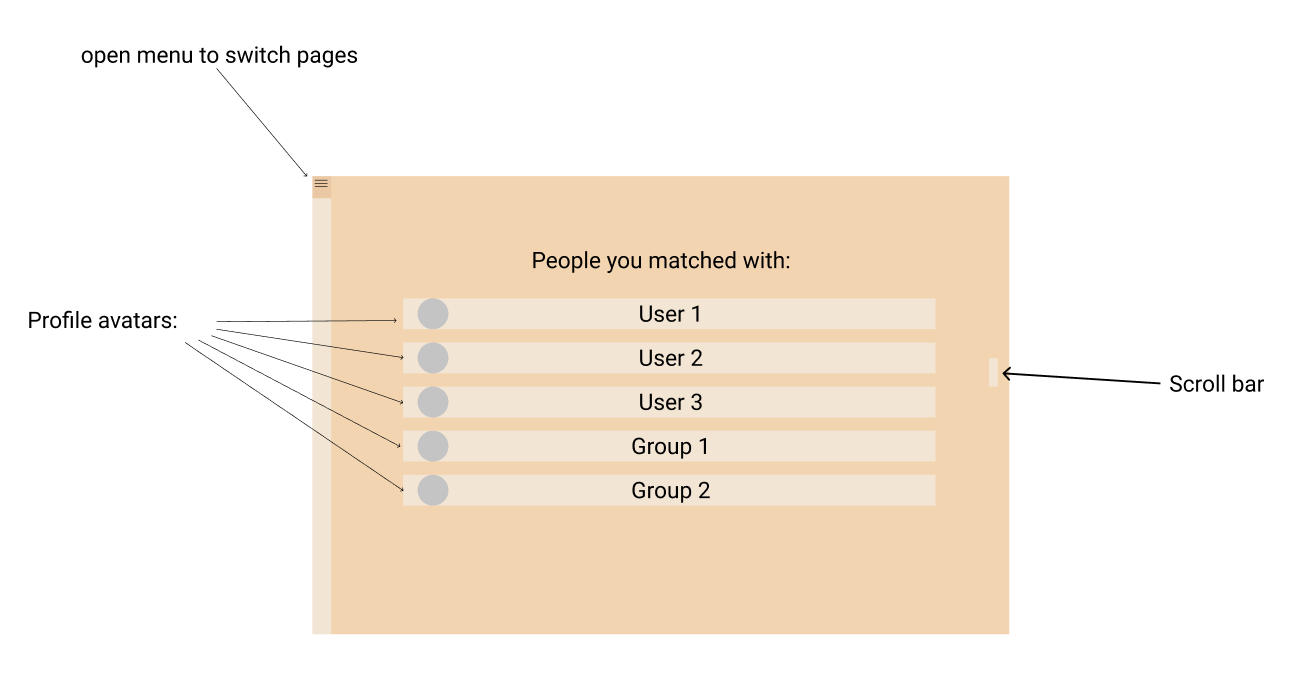 open menu to switch pages
People you matched with:
Profile avatars:
User 1
User 2
User 3
Group 1
Group 2
Scroll bar